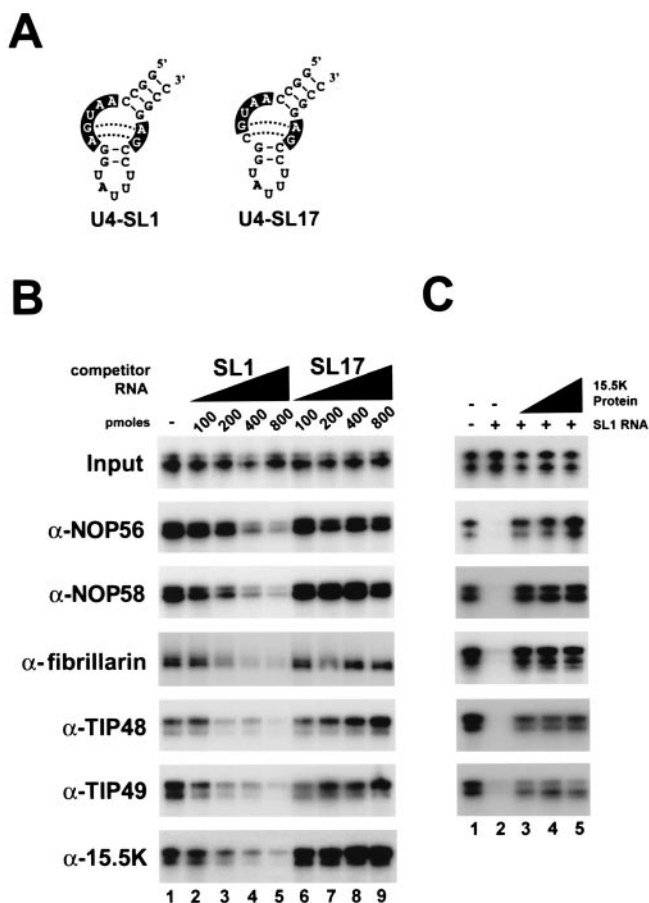 A
5'
3'
5'
3'
U4-SL1
U4-SL17
B
competitor RNA
SL1
SL17
pmoles
- 100 200 400 800 100 200 400 800
Input
α-NOP56
α-NOP58
α-fibrillarin
α-TIP48
α-TIP49
α-15.5K
1 2 3 4 5 6 7 8 9
C
15.5K
Protein
- -
- + + + + SL1 RNA
1 2 3 4 5